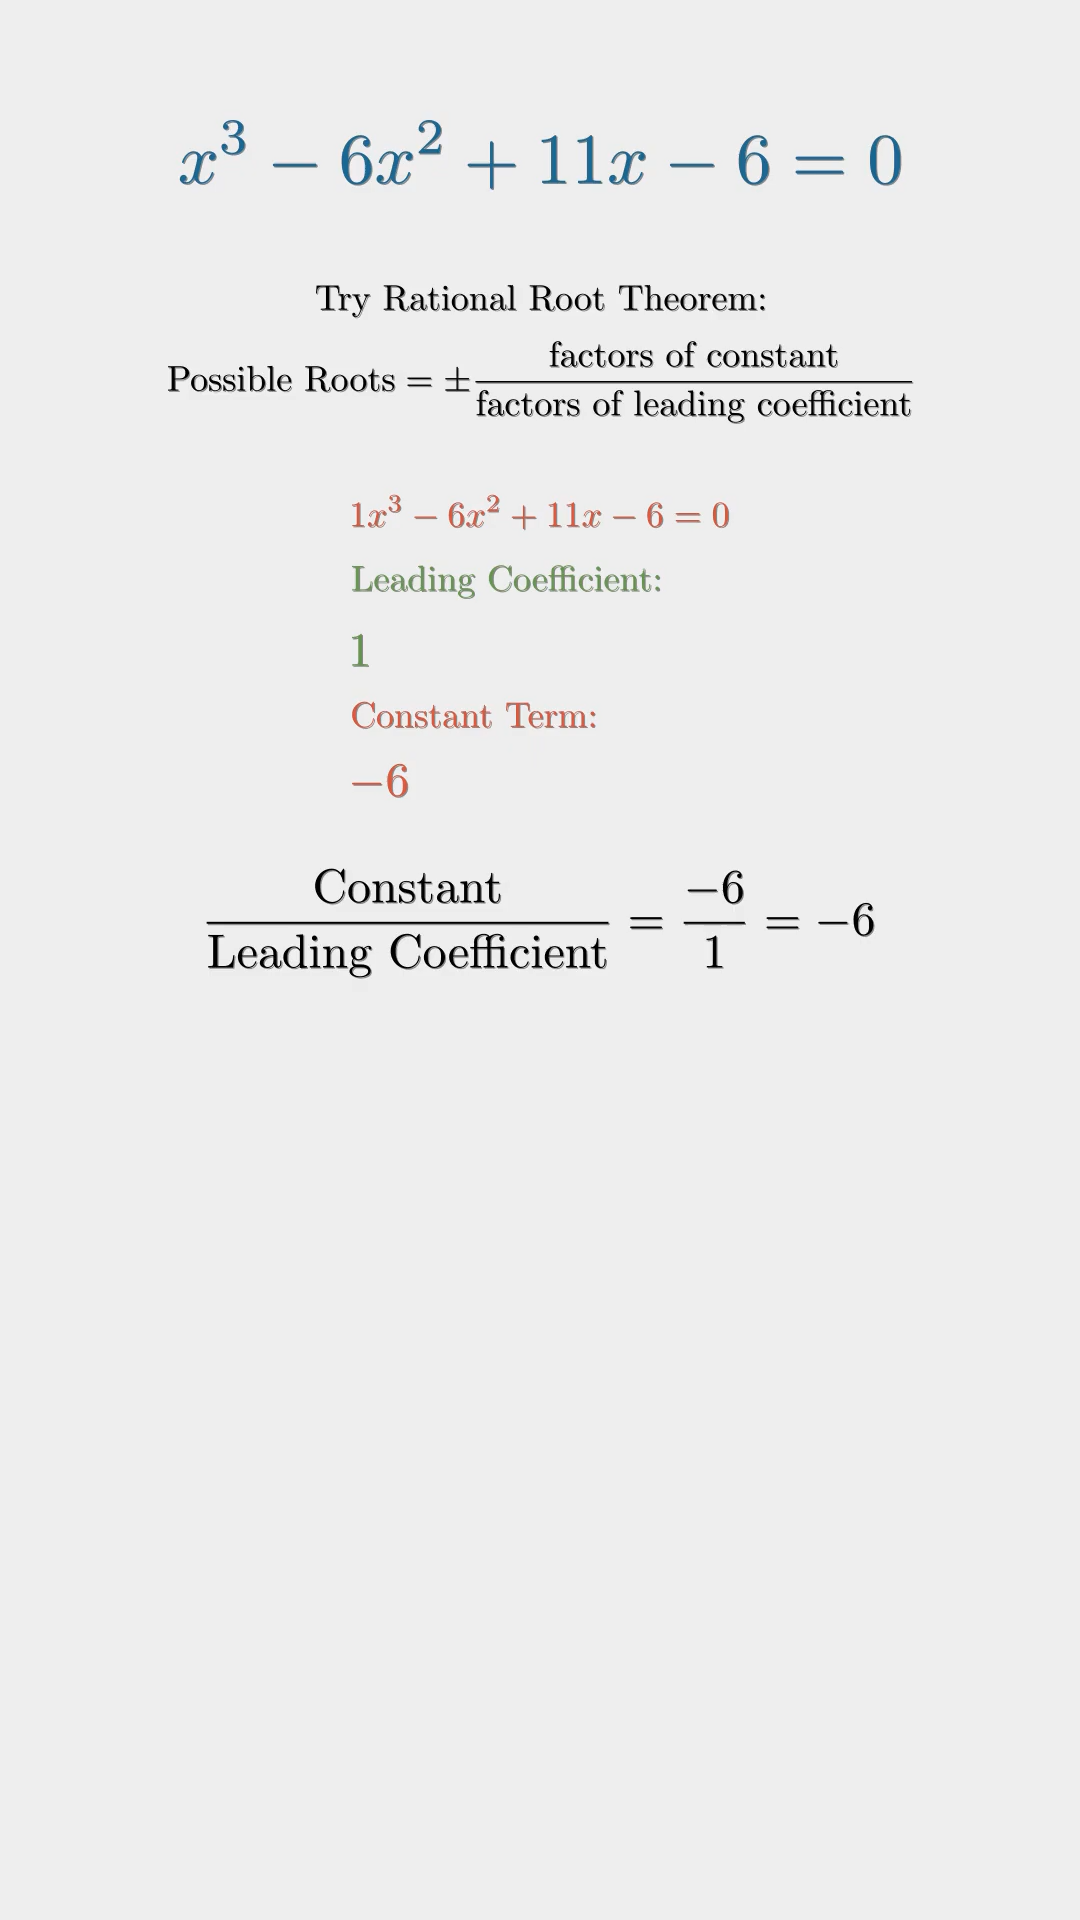 x³ − 6x² + 11x − 6 = 0
Try Rational Root Theorem:
Possible Roots = ± factors of constant / factors of leading coefficient
1x³ − 6x² + 11x − 6 = 0
Leading Coefficient:
1
Constant Term:
−6
Constant / Leading Coefficient = −6 / 1 = −6